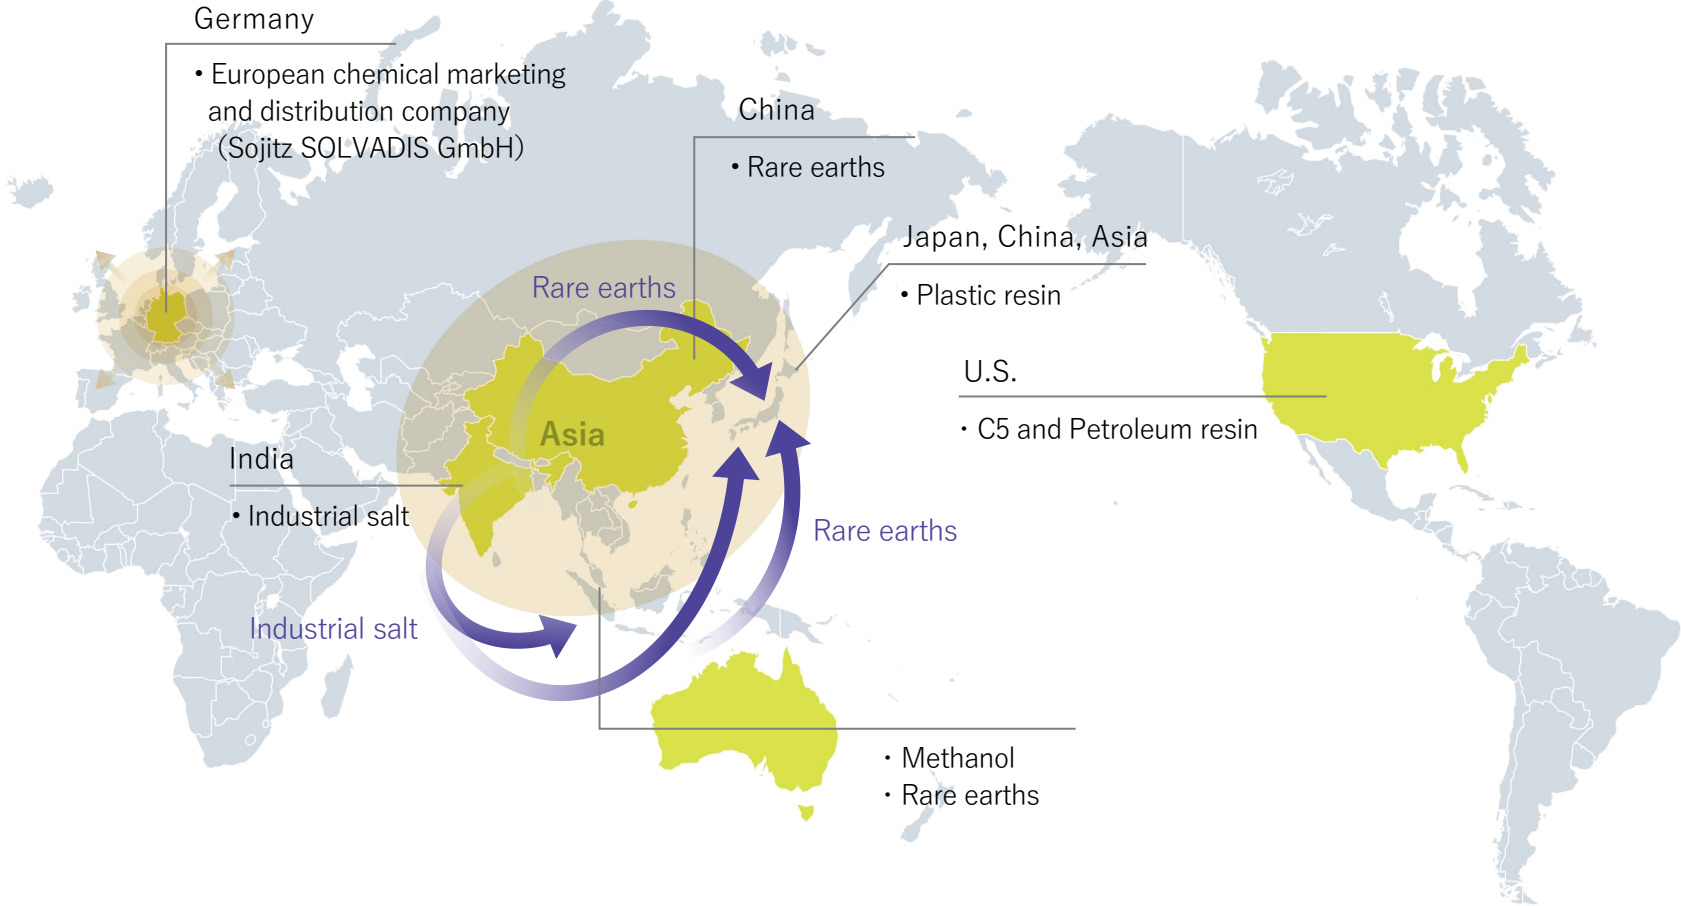 Germany
• European chemical marketing
and distribution company
(Sojitz SOLVADIS GmbH)
China
• Rare earths
Japan, China, Asia
• Plastic resin
Rare earths
U.S.
・ C5 and Petroleum resin
Asia
India
• Industrial salt
Rare earths
Industrial salt
・ Methanol
・ Rare earths